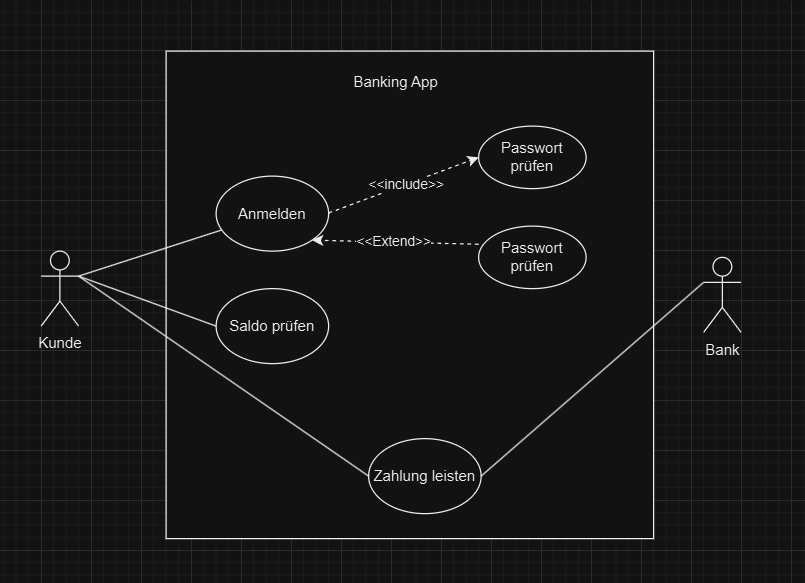 Banking App
Passwort
prüfen
<<include>>
Anmelden
<<Extend>>
Passwort
prüfen
Saldo prüfen
Kunde
Bank
Zahlung leisten